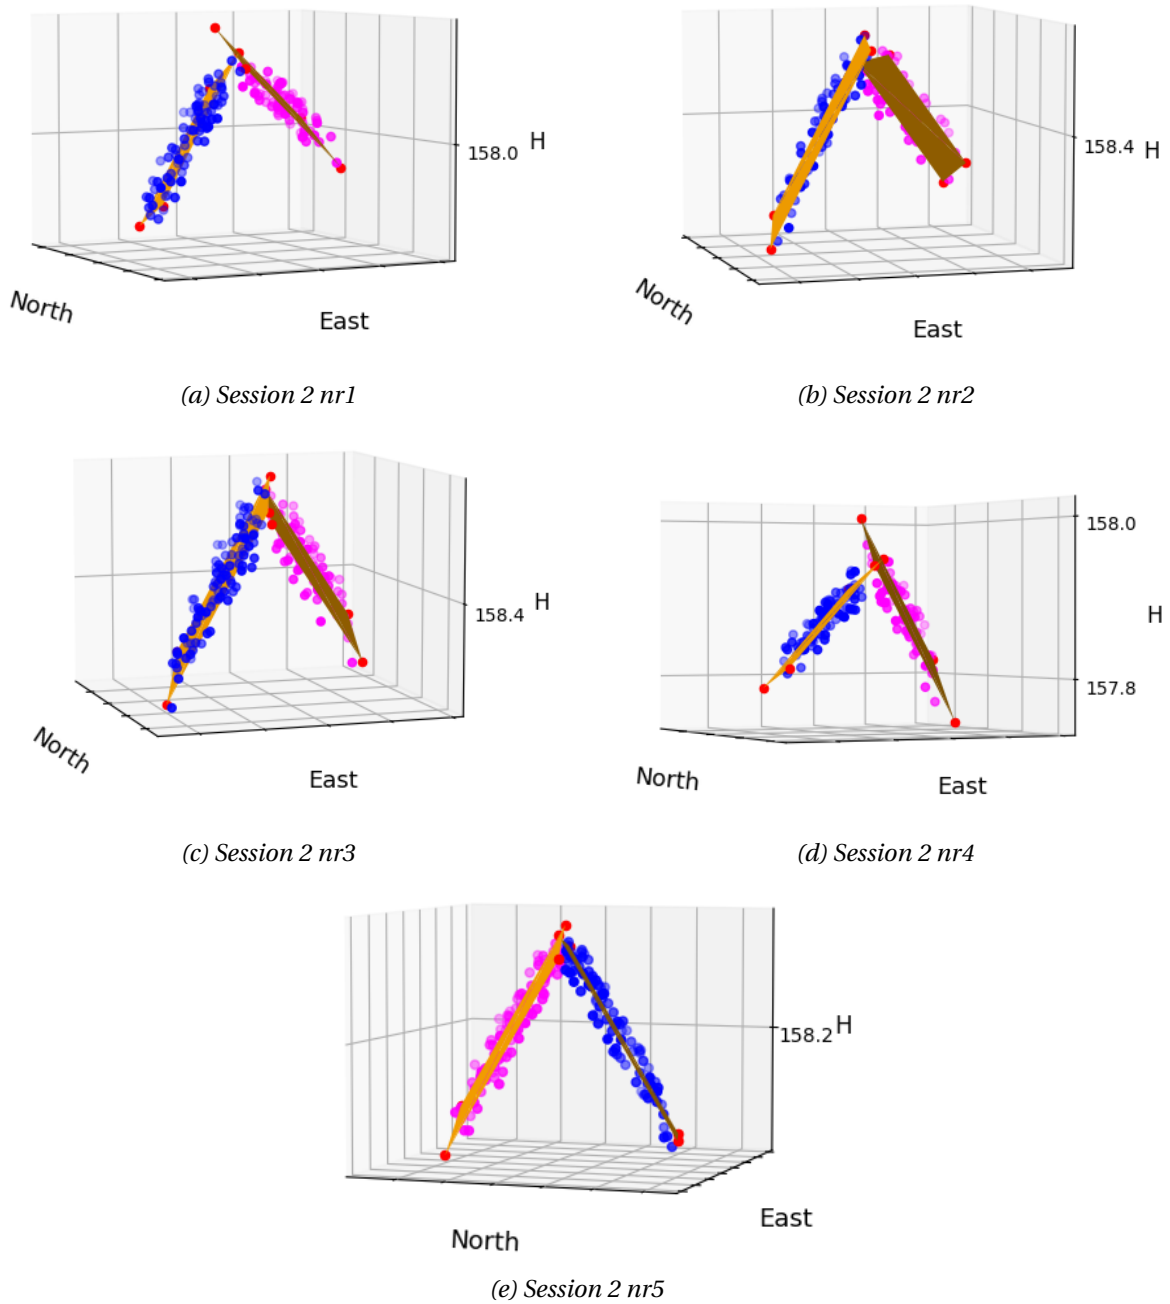 158.0 H
North
East
(a) Session 2 nr1
158.4 H
North
East
(b) Session 2 nr2
158.4 H
North
East
(c) Session 2 nr3
158.0
H
157.8
North
East
(d) Session 2 nr4
158.2 H
East
North
(e) Session 2 nr5